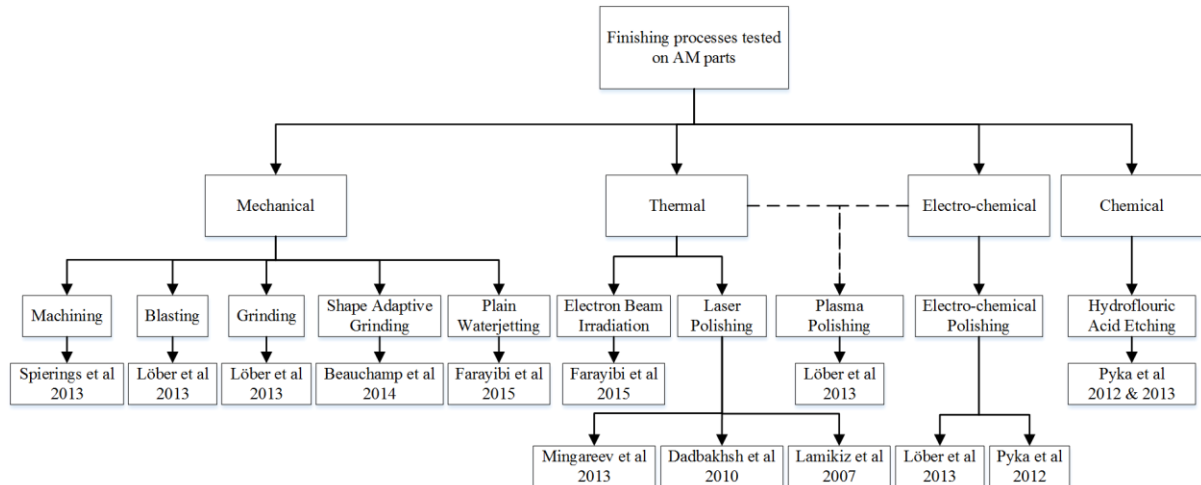 Finishing processes tested
on AM parts
Mechanical
Thermal
Electro-chemical
Chemical
Machining
Blasting
Grinding
Shape Adaptive
Grinding
Plain
Waterjetting
Electron Beam
Irradiation
Laser
Polishing
Plasma
Polishing
Electro-chemical
Polishing
Hydroflouric
Acid Etching
Spierings et al
2013
Löber et al
2013
Löber et al
2013
Beauchamp et al
2014
Farayibi et al
2015
Farayibi et al
2015
Löber et al
2013
Pyka et al
2012 & 2013
Mingareev et al
2013
Dadbakhsh et al
2010
Lamikiz et al
2007
Löber et al
2013
Pyka et al
2012